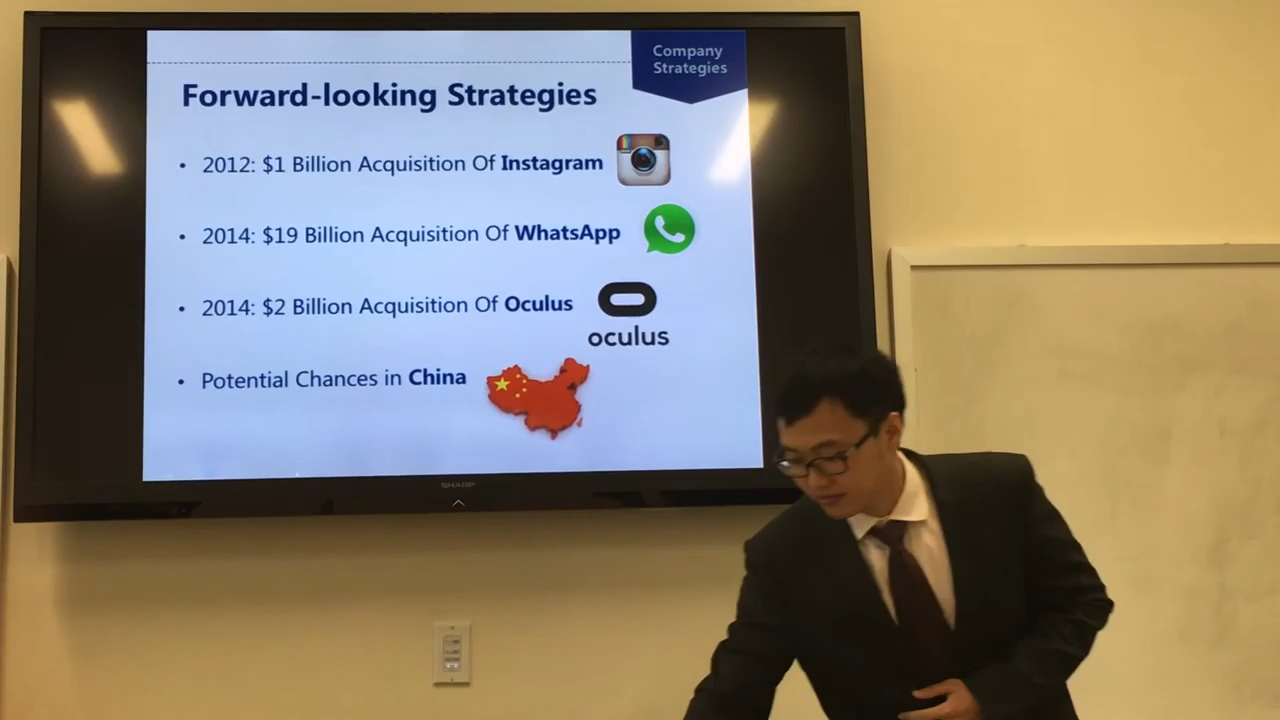 Company
Strategies
Forward-looking Strategies
• 2012: $1 Billion Acquisition Of Instagram
• 2014: $19 Billion Acquisition Of WhatsApp
• 2014: $2 Billion Acquisition Of Oculus
oculus
• Potential Chances in China
SHARP